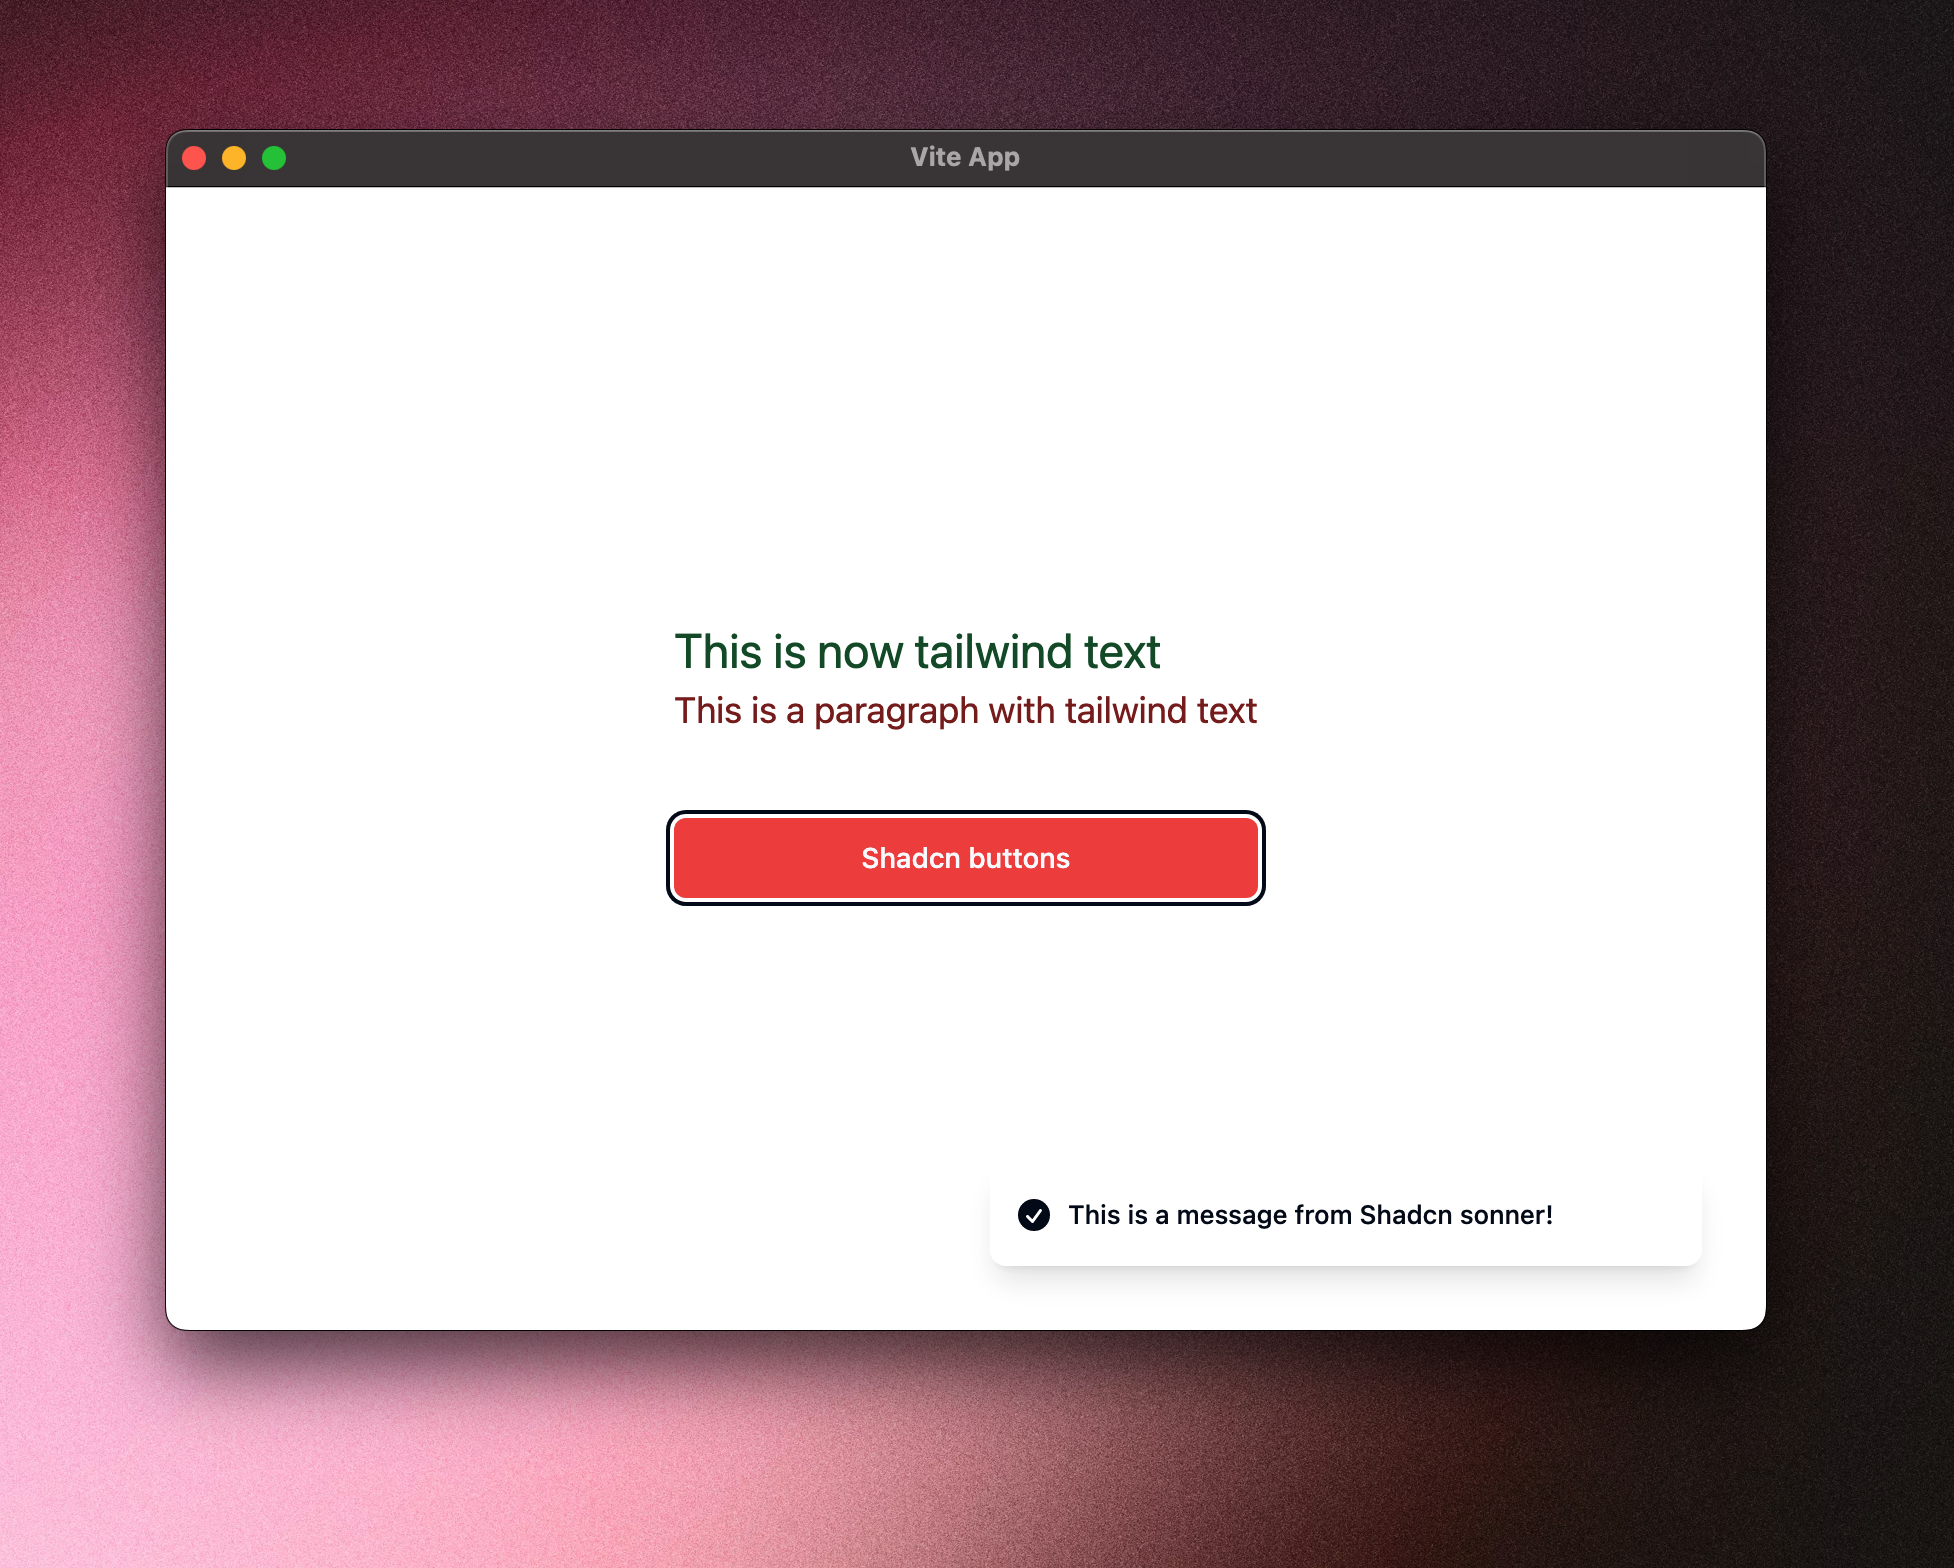 Vite App
This is now tailwind text
This is a paragraph with tailwind text
Shadcn buttons
This is a message from Shadcn sonner!